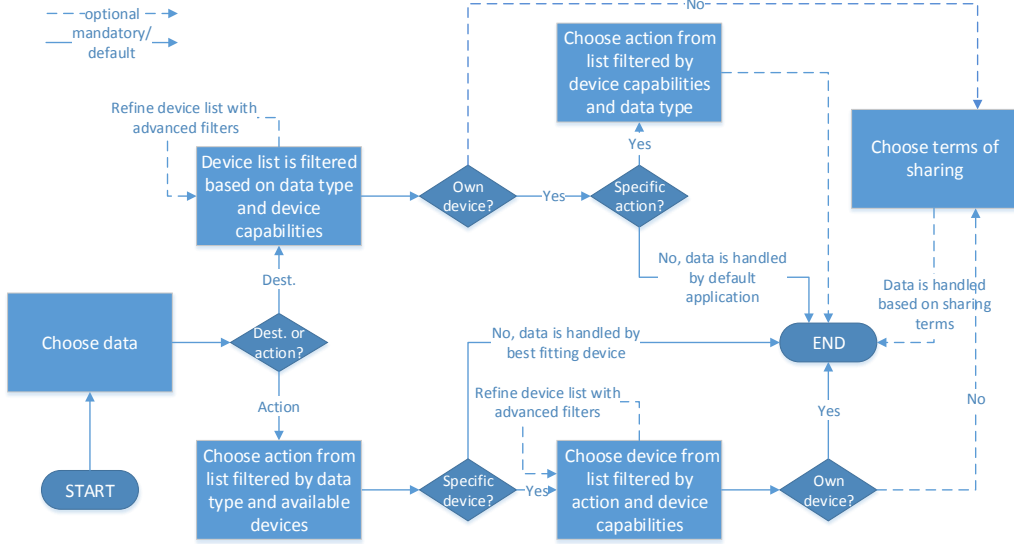 optional
mandatory/
default
No
Choose action from
list filtered by
device capabilities
and data type
Refine device list with
advanced filters
Yes
Choose terms of
sharing
Device list is filtered
based on data type
and device
capabilities
Own
device?
Yes
Specific
action?
No, data is handled
by default
application
Data is handled
based on sharing
terms
Dest.
Choose data
Dest. or
action?
No, data is handled by
best fitting device
END
Action
Refine device list with
advanced filters
Yes
No
START
Choose action from
list filtered by data
type and available
devices
Specific
device?
Yes
Choose device from
list filtered by
action and device
capabilities
Own
device?